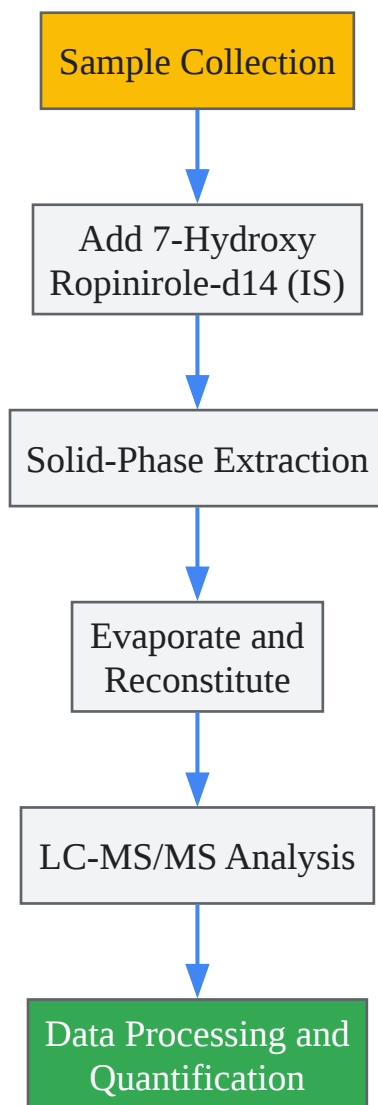 Sample Collection
Add 7-Hydroxy
Ropinirole-d14 (IS)
Solid-Phase Extraction
Evaporate and
Reconstitute
LC-MS/MS Analysis
Data Processing and
Quantification